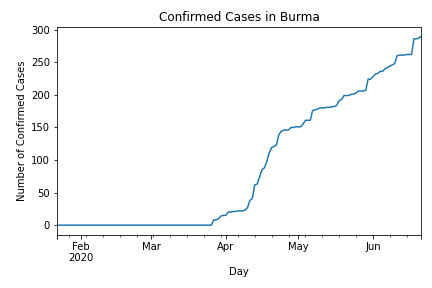 Confirmed Cases in Burma
300
250
200
150
100
50
0
Number of Confirmed Cases
Feb
2020
Mar
Apr
May
Jun
Day